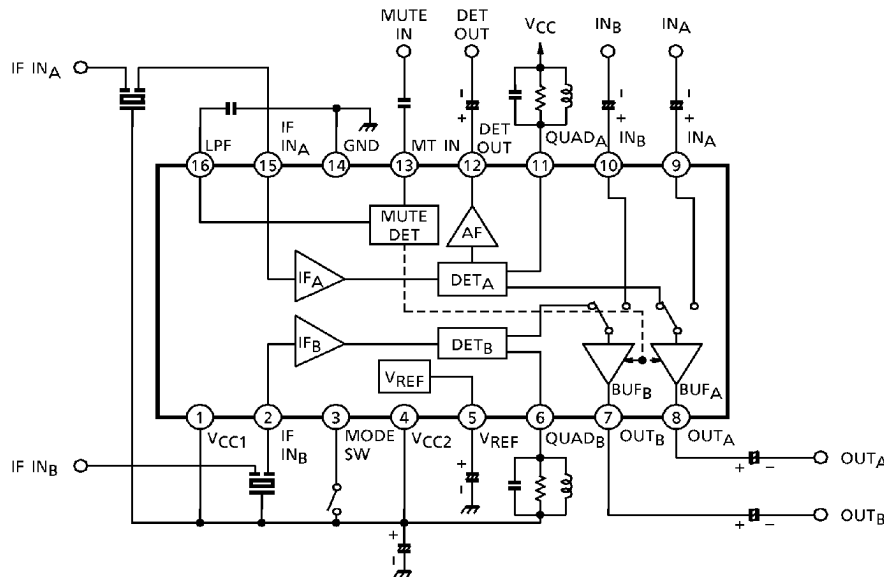 MUTE IN
DET OUT
VCC
INB
INA
IF INA
LPF
IF INA
GND
MT IN
DET OUT
QUADA
INB
INA
16
15
14
13
12
11
10
9
MUTE DET
AF
IFA
DETA
IFB
DETB
VREF
BUFB
BUFA
1
2
3
4
5
6
7
8
VCC1
IF INB
MODE SW
VCC2
VREF
QUADB
OUTB
OUTA
IF INB
+ - OUTA
+ - OUTB
+
-